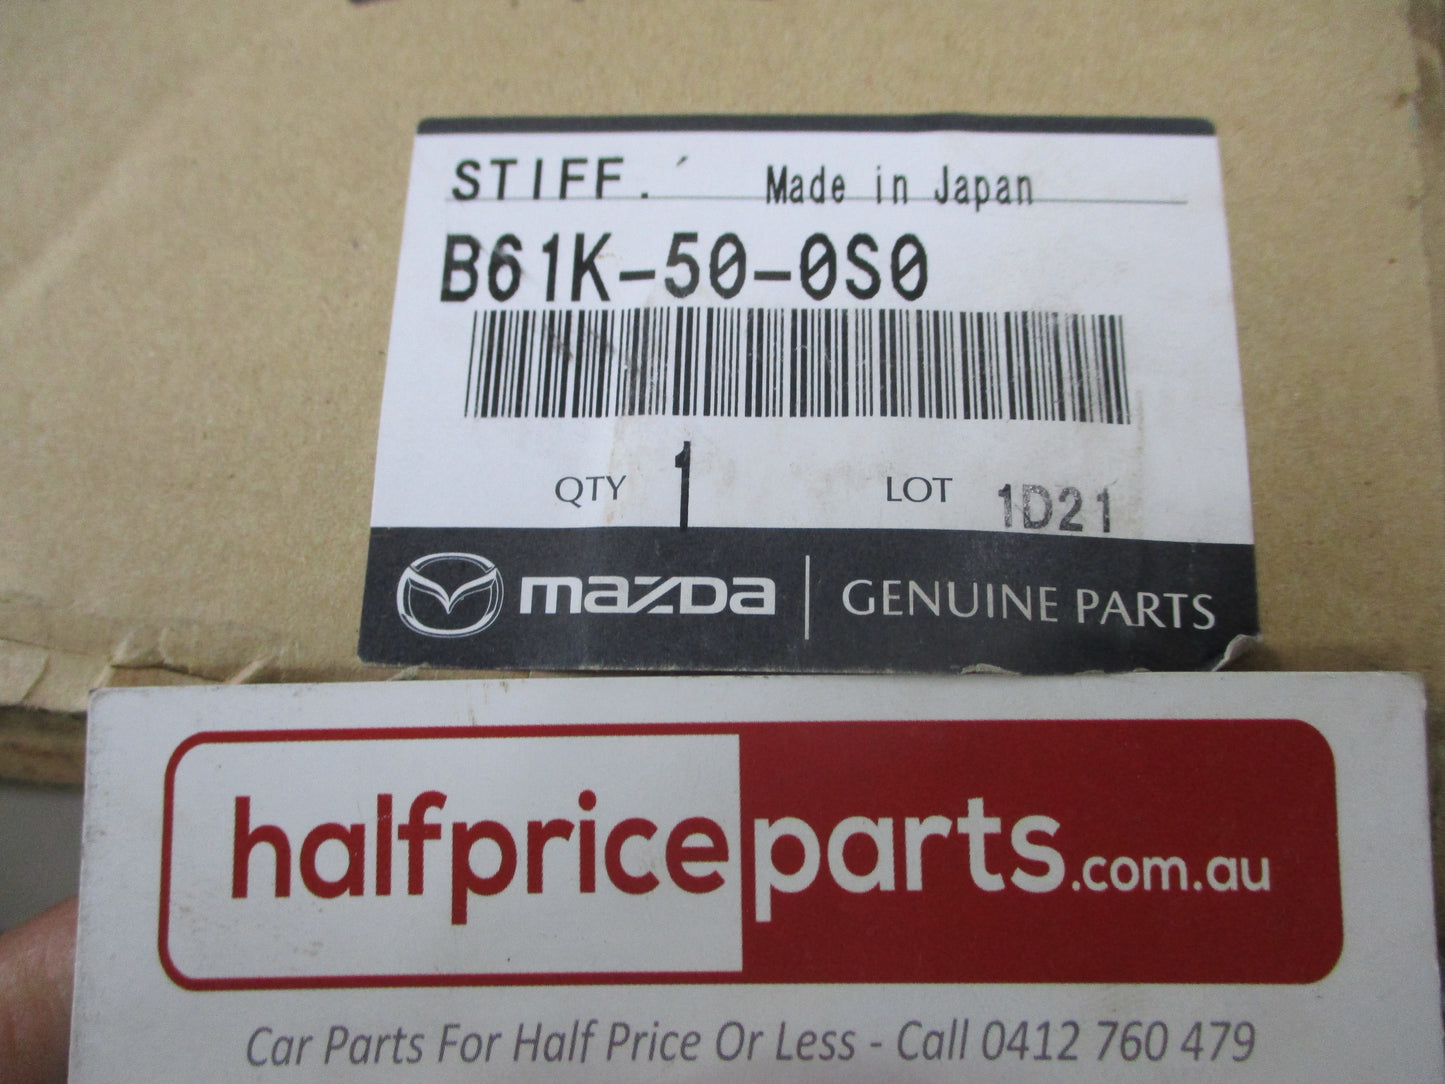 STIFF. Made in Japan
B61K-50-0S0
QTY 1 LOT 1D21
mazda | GENUINE PARTS
halfpriceparts.com.au
Car Parts For Half Price Or Less - Call 0412 760 479